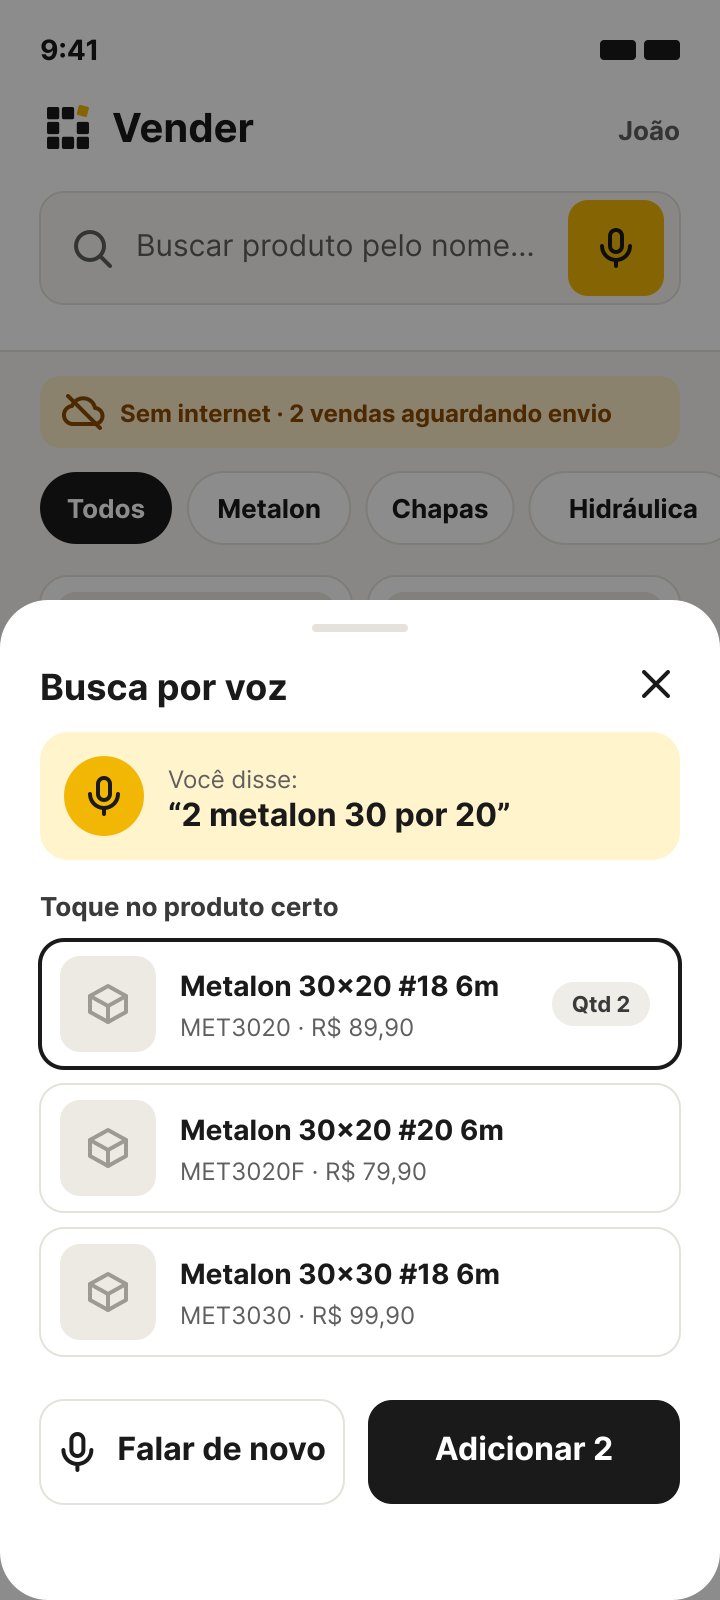 9:41
Vender
João
Buscar produto pelo nome...
Sem internet · 2 vendas aguardando envio
Todos
Metalon
Chapas
Hidráulica
Busca por voz
Você disse:
“2 metalon 30 por 20”
Toque no produto certo
Metalon 30×20 #18 6m
MET3020 · R$ 89,90
Qtd 2
Metalon 30×20 #20 6m
MET3020F · R$ 79,90
Metalon 30×30 #18 6m
MET3030 · R$ 99,90
Falar de novo
Adicionar 2